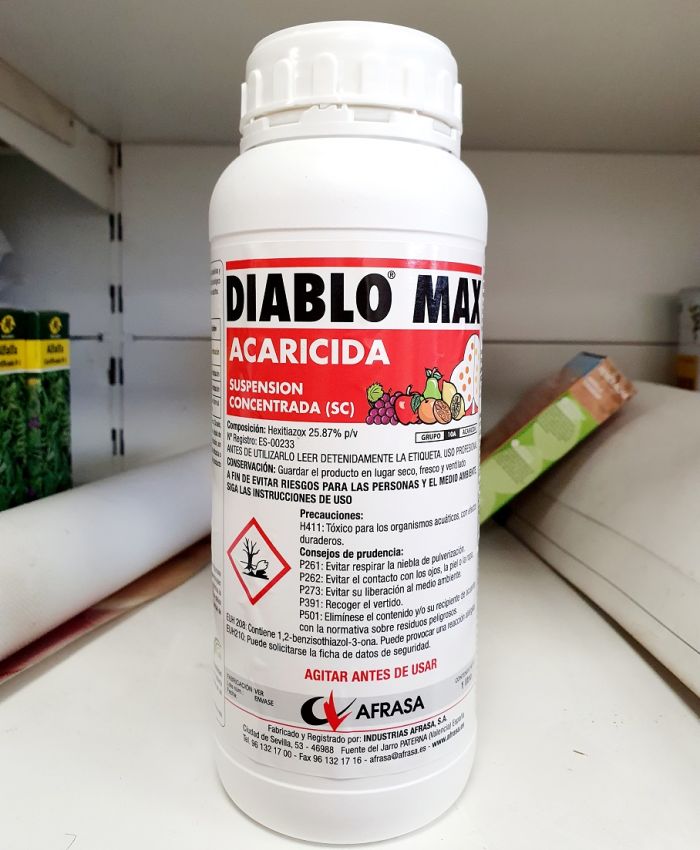 DIABLO® MAX
ACARICIDA
SUSPENSION
CONCENTRADA (SC)
Composición: Hexitiazox 25.87% p/v
GRUPO 10A ACARICIDA
Nº Registro: ES-00233
ANTES DE UTILIZARLO LEER DETENIDAMENTE LA ETIQUETA. USO PROFESIONAL
CONSERVACIÓN: Guardar el producto en lugar seco, fresco y ventilado
A FIN DE EVITAR RIESGOS PARA LAS PERSONAS Y EL MEDIO AMBIENTE
SIGA LAS INSTRUCCIONES DE USO
Precauciones:
H411: Tóxico para los organismos acuáticos, con efectos
duraderos.
Consejos de prudencia:
P261: Evitar respirar la niebla de pulverización.
P262: Evitar el contacto con los ojos, la piel o la ropa.
P273: Evitar su liberación al medio ambiente.
P391: Recoger el vertido.
P501: Elimínese el contenido y/o su recipiente de acuerdo
con la normativa sobre residuos peligrosos.
EUH 208: Contiene 1,2-benzisothiazol-3-ona. Puede provocar una reacción alérgica
EUH210: Puede solicitarse la ficha de datos de seguridad.
AGITAR ANTES DE USAR
FABRICACIÓN VER
ENVASE
1 litro
AFRASA
Fabricado y Registrado por: INDUSTRIAS AFRASA, S.A.
Ciudad de Sevilla, 53 - 46988 Fuente del Jarro PATERNA (Valencia) España
Tel. 96 132 17 00 - Fax 96 132 17 16 - afrasa@afrasa.es - www.afrasa.es
Alfalfa